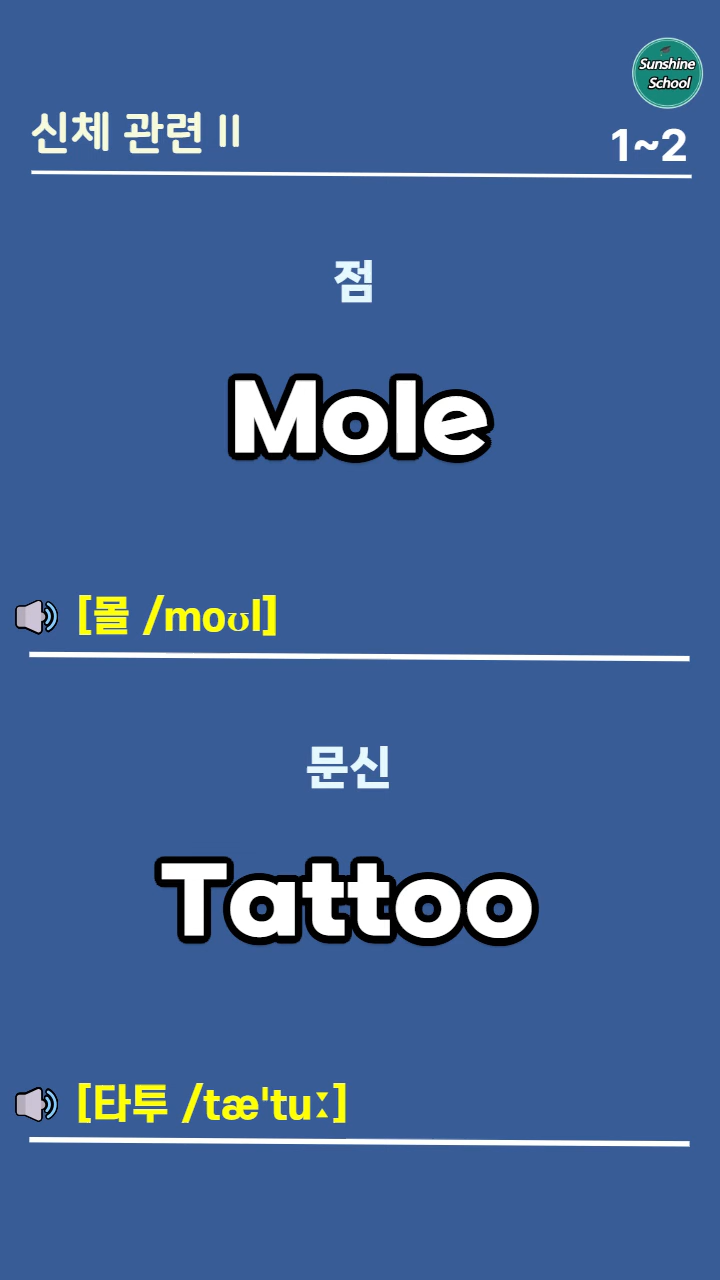 Sunshine
School
신체 관련 II
1~2
점
Mole
[몰 /moʊl]
문신
Tattoo
[타투 /tæ'tuː]